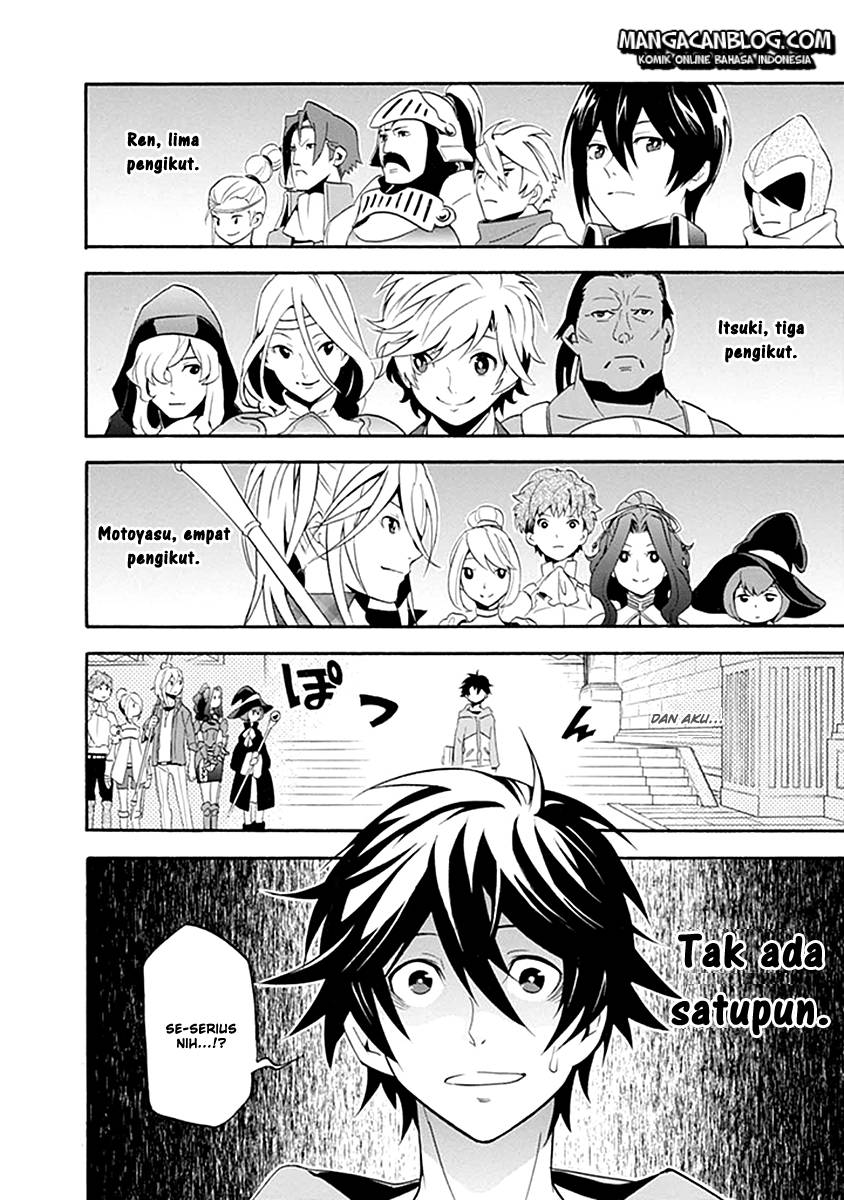 MANGACANBLOG.COM
KOMIK ONLINE BAHASA INDONESIA
Ren, lima
pengikut.
Itsuki, tiga
pengikut.
Motoyasu, empat
pengikut.
ぽ
つ
ん
DAN AKU...
Tak ada
satupun.
SE-SERIUS
NIH...!?